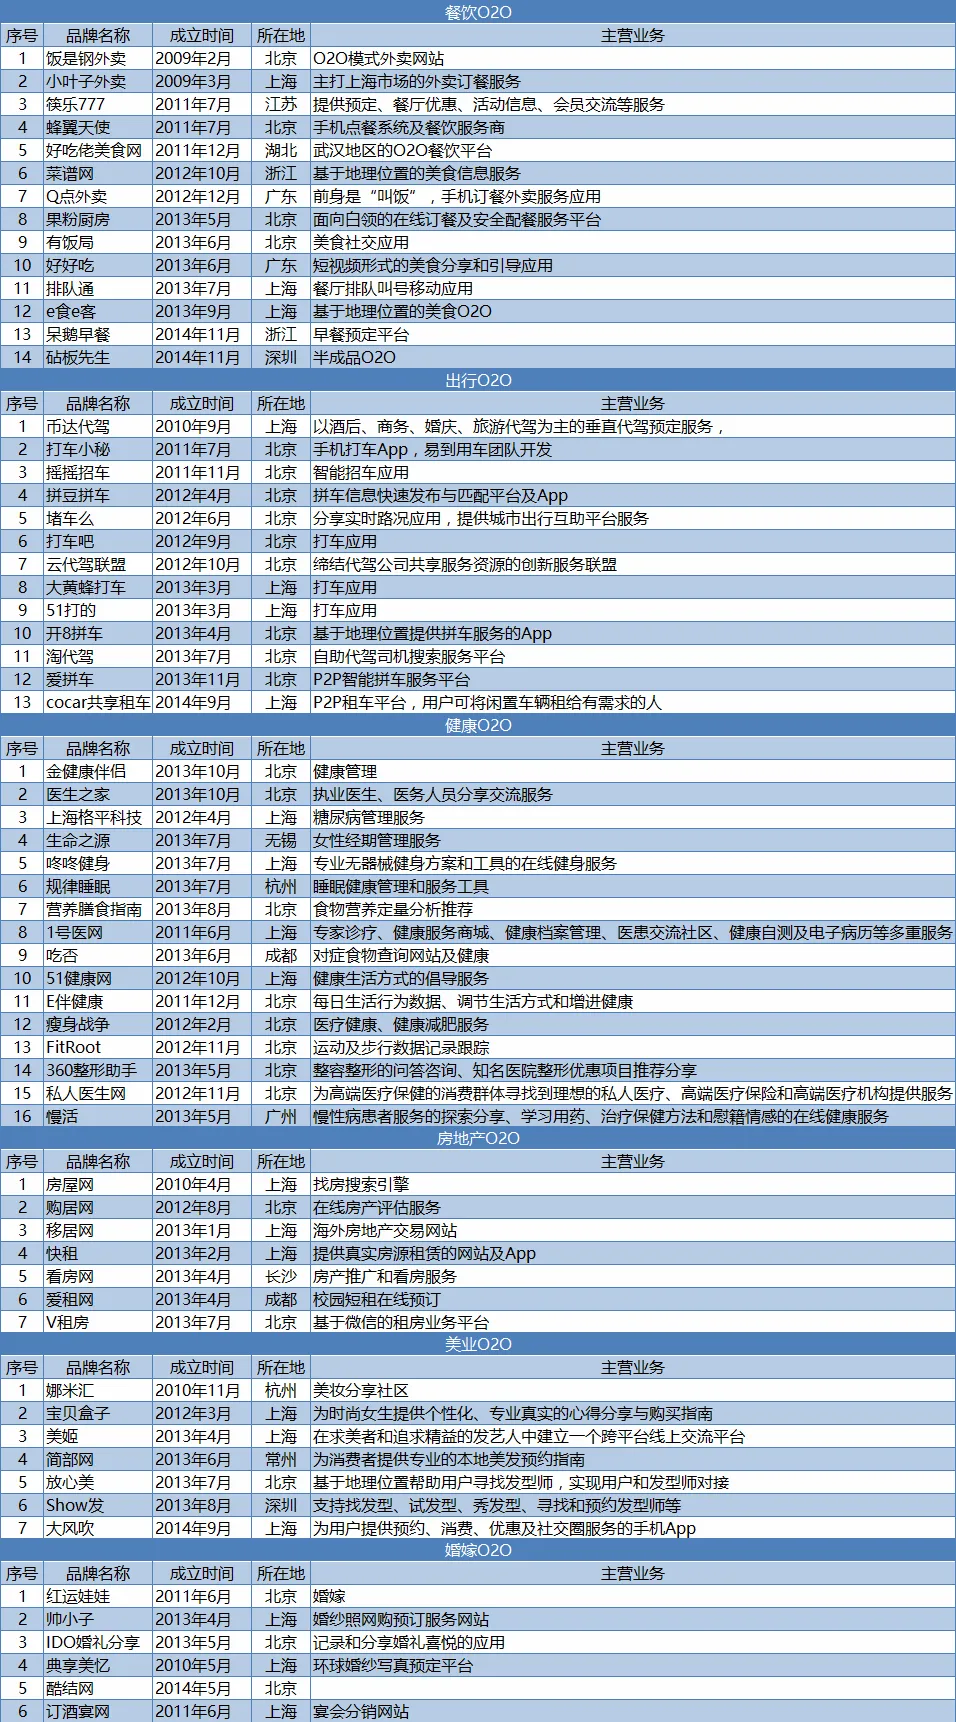 餐饮O2O
序号 品牌名称 成立时间 所在地 主营业务
1 饭是钢外卖 2009年2月 北京 O2O模式外卖网站
2 小叶子外卖 2009年3月 上海 主打上海市场的外卖订餐服务
3 筷乐777 2011年7月 江苏 提供预定、餐厅优惠、活动信息、会员交流等服务
4 蜂翼天使 2011年7月 北京 手机点餐系统及餐饮服务商
5 好吃佬美食网 2011年12月 湖北 武汉地区的O2O餐饮平台
6 菜谱网 2012年10月 浙江 基于地理位置的美食信息服务
7 Q点外卖 2012年12月 广东 前身是“叫饭”，手机订餐外卖服务应用
8 果粉厨房 2013年5月 北京 面向白领的在线订餐及安全配餐服务平台
9 有饭局 2013年6月 北京 美食社交应用
10 好好吃 2013年6月 广东 短视频形式的美食分享和引导应用
11 排队通 2013年7月 上海 餐厅排队叫号移动应用
12 e食e客 2013年9月 上海 基于地理位置的美食O2O
13 呆鹅早餐 2014年11月 浙江 早餐预定平台
14 砧板先生 2014年11月 深圳 半成品O2O
出行O2O
序号 品牌名称 成立时间 所在地 主营业务
1 币达代驾 2010年9月 上海 以酒后、商务、婚庆、旅游代驾为主的垂直代驾预定服务，
2 打车小秘 2011年7月 北京 手机打车App，易到用车团队开发
3 摇摇招车 2011年11月 北京 智能招车应用
4 拼豆拼车 2012年4月 北京 拼车信息快速发布与匹配平台及App
5 堵车么 2012年6月 北京 分享实时路况应用，提供城市出行互助平台服务
6 打车吧 2012年9月 北京 打车应用
7 云代驾联盟 2012年10月 北京 缔结代驾公司共享服务资源的创新服务联盟
8 大黄蜂打车 2013年3月 上海 打车应用
9 51打的 2013年3月 上海 打车应用
10 开8拼车 2013年4月 北京 基于地理位置提供拼车服务的App
11 淘代驾 2013年7月 北京 自助代驾司机搜索服务平台
12 爱拼车 2013年11月 北京 P2P智能拼车服务平台
13 cocar共享租车 2014年9月 上海 P2P租车平台，用户可将闲置车辆租给有需求的人
健康O2O
序号 品牌名称 成立时间 所在地 主营业务
1 金健康伴侣 2013年10月 北京 健康管理
2 医生之家 2013年10月 北京 执业医生、医务人员分享交流服务
3 上海楁平科技 2012年4月 上海 糖尿病管理服务
4 生命之源 2013年7月 无锡 女性经期管理服务
5 咚咚健身 2013年7月 上海 专业无器械健身方案和工具的在线健身服务
6 规律睡眠 2013年7月 杭州 睡眠健康管理和服务工具
7 营养膳食指南 2013年8月 北京 食物营养定量分析推荐
8 1号医网 2011年6月 上海 专家诊疗、健康服务商城、健康档案管理、医患交流社区、健康自测及电子病历等多重服务
9 吃否 2013年6月 成都 对症食物查询网站及健康
10 51健康网 2012年10月 上海 健康生活方式的倡导服务
11 E伴健康 2011年12月 北京 每日生活行为数据、调节生活方式和增进健康
12 瘦身战争 2012年2月 北京 医疗健康、健康减肥服务
13 FitRoot 2012年11月 北京 运动及步行数据记录跟踪
14 360整形助手 2013年5月 北京 整容整形的问答咨询、知名医院整形优惠项目推荐分享
15 私人医生网 2012年11月 北京 为高端医疗保健的消费群体寻找到理想的私人医疗、高端医疗保险和高端医疗机构提供服务
16 慢活 2013年5月 广州 慢性病患者服务的探索分享、学习用药、治疗保健方法和慰籍情感的在线健康服务
房地产O2O
序号 品牌名称 成立时间 所在地 主营业务
1 房屋网 2010年4月 上海 找房搜索引擎
2 购居网 2012年8月 北京 在线房产评估服务
3 移居网 2013年1月 上海 海外房地产交易网站
4 快租 2013年2月 上海 提供真实房源租赁的网站及App
5 看房网 2013年4月 长沙 房产推广和看房服务
6 爱租网 2013年4月 成都 校园短租在线预订
7 V租房 2013年7月 北京 基于微信的租房业务平台
美业O2O
序号 品牌名称 成立时间 所在地 主营业务
1 娜米汇 2010年11月 杭州 美妆分享社区
2 宝贝盒子 2012年3月 上海 为时尚女生提供个性化、专业真实的心得分享与购买指南
3 美姬 2013年4月 上海 在求美者和追求精益的发艺人中建立一个跨平台线上交流平台
4 简部网 2013年6月 常州 为消费者提供专业的本地美发预约指南
5 放心美 2013年7月 北京 基于地理位置帮助用户寻找发型师，实现用户和发型师对接
6 Show发 2013年8月 深圳 支持找发型、试发型、秀发型、寻找和预约发型师等
7 大风吹 2014年9月 上海 为用户提供预约、消费、优惠及社交圈服务的手机App
婚嫁O2O
序号 品牌名称 成立时间 所在地 主营业务
1 红运娃娃 2011年6月 北京 婚嫁
2 帅小子 2013年4月 上海 婚纱照网购预订服务网站
3 IDO婚礼分享 2013年5月 北京 记录和分享婚礼喜悦的应用
4 典享美忆 2010年5月 上海 环球婚纱写真预定平台
5 酷结网 2014年5月 北京
6 订酒宴网 2011年6月 上海 宴会分销网站